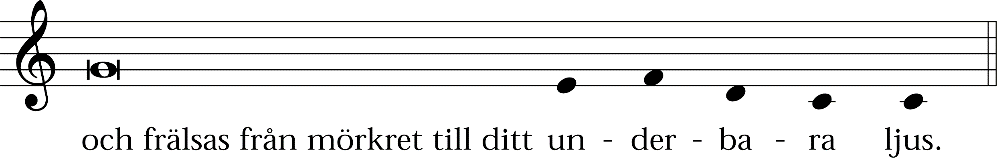 och frälsas från mörkret till ditt un - der - ba - ra ljus.